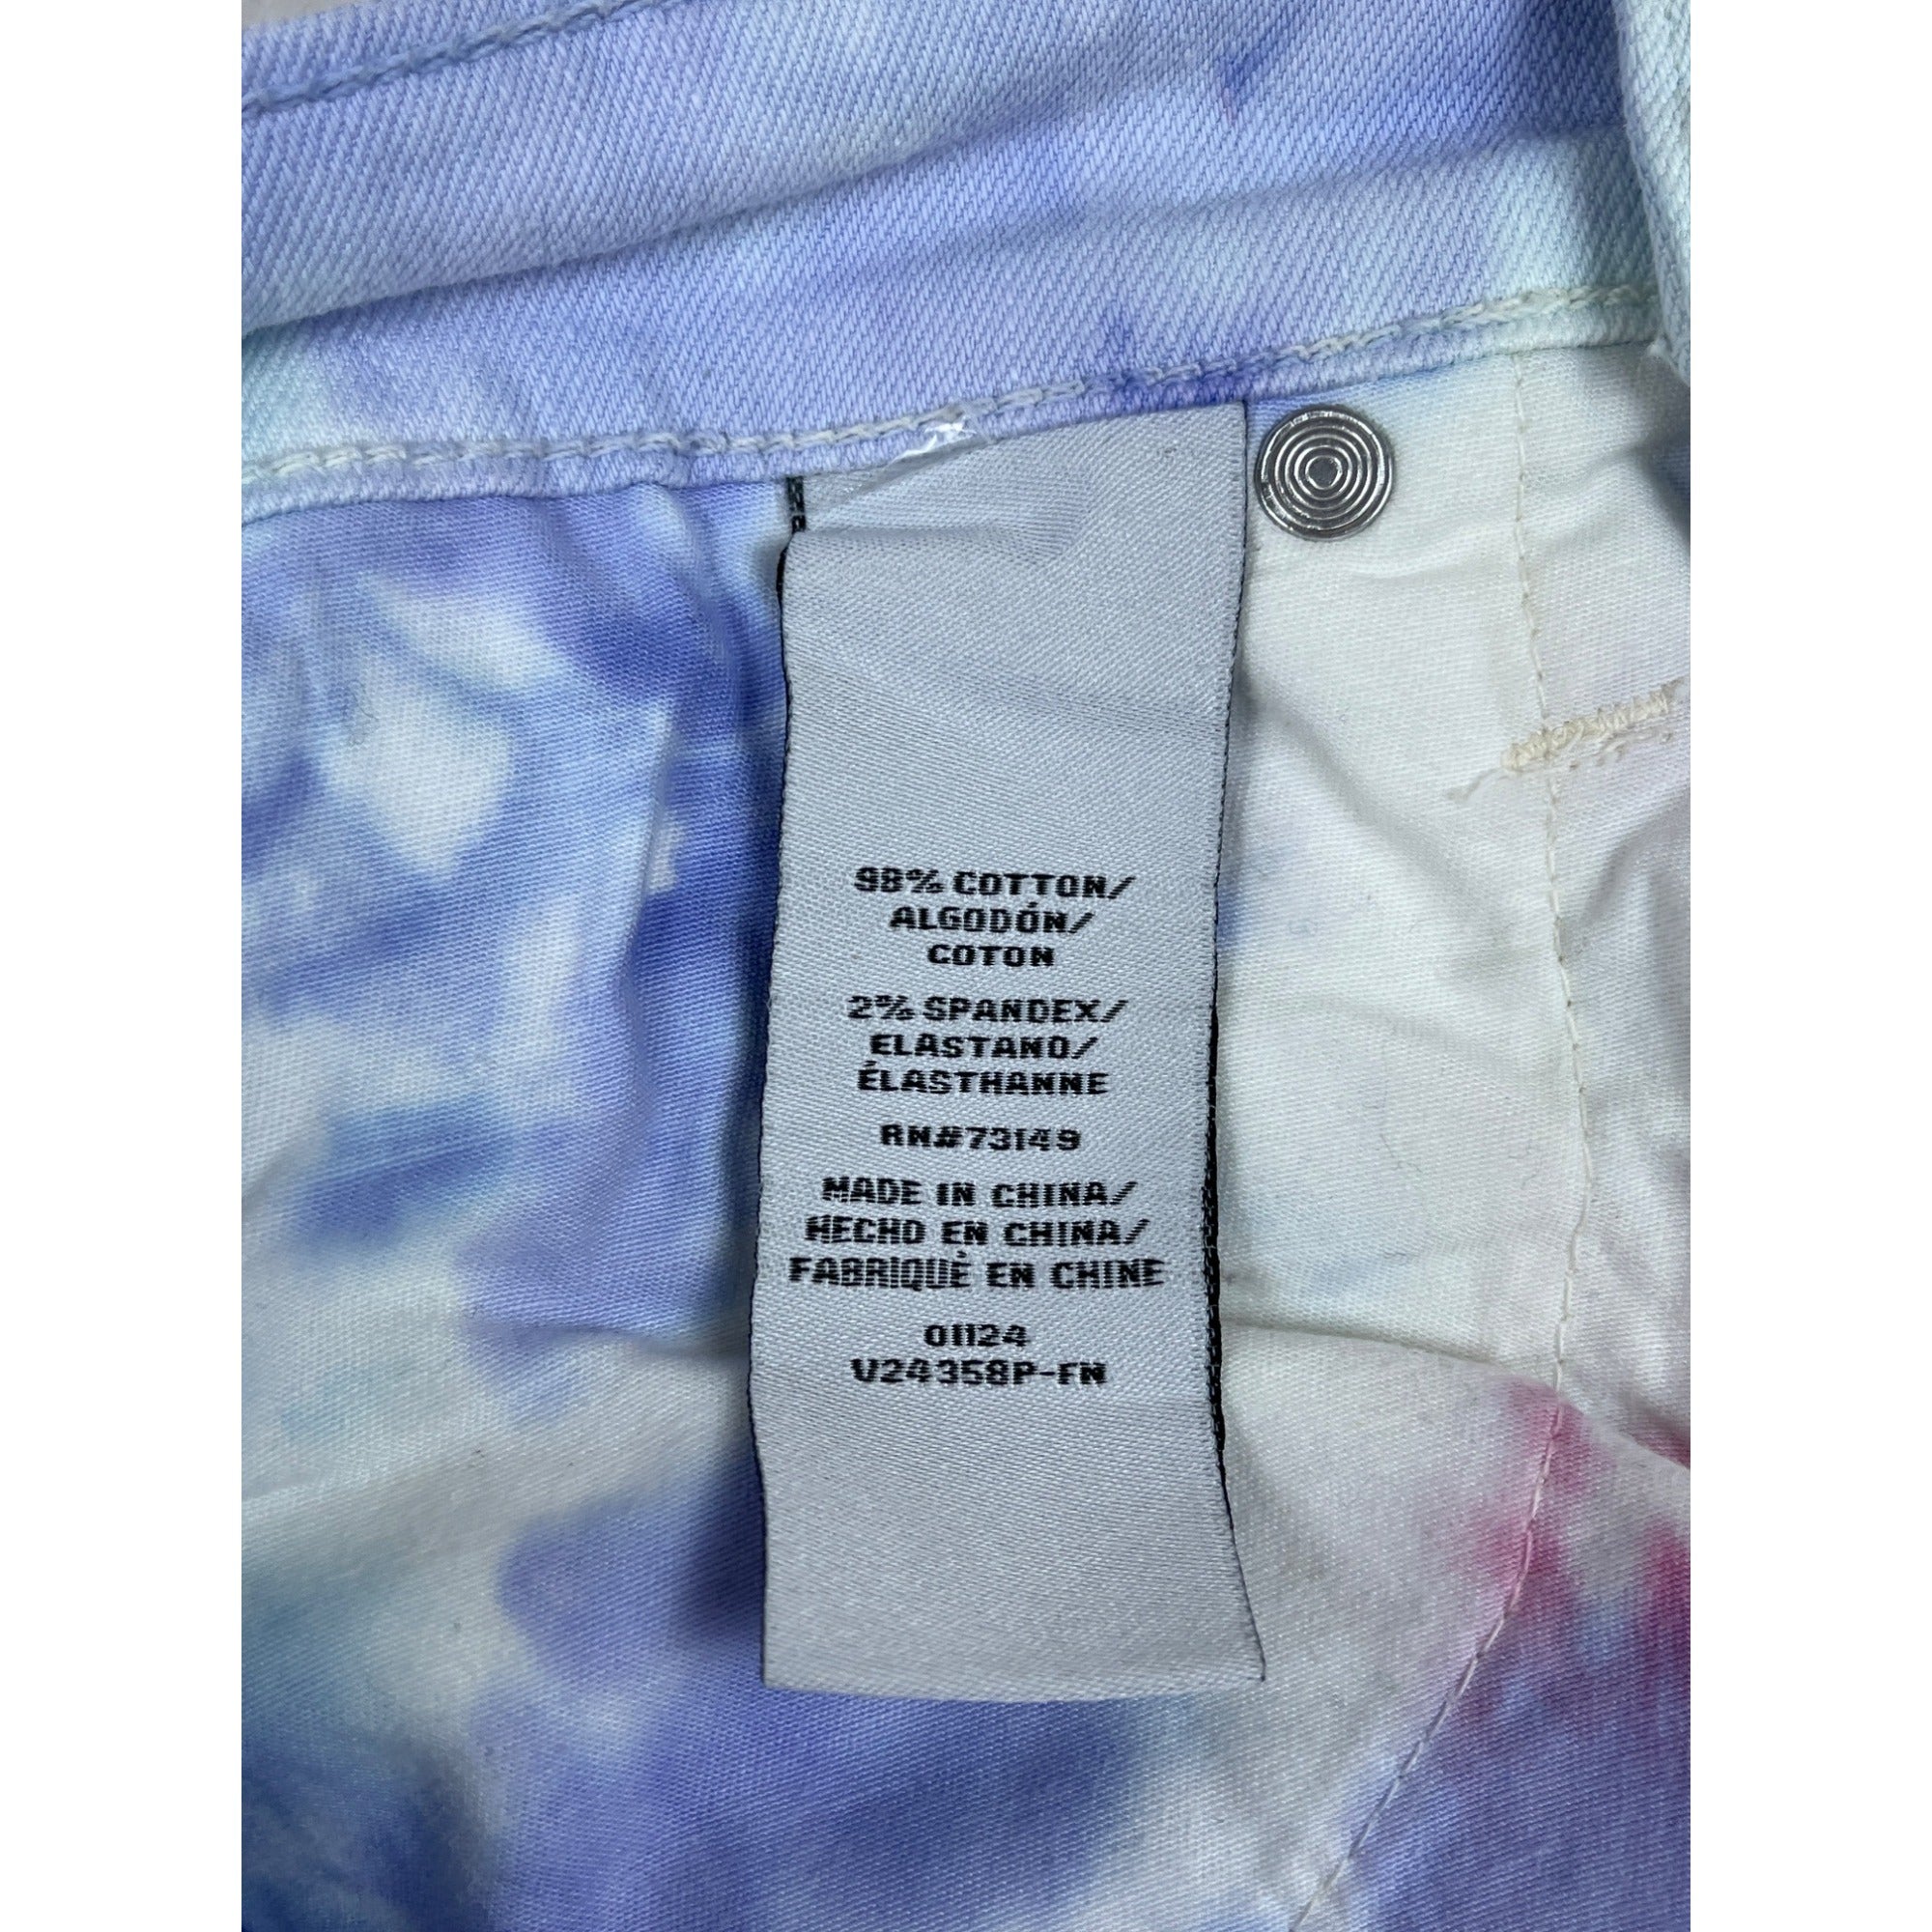 98% COTTON/
ALGODÓN/
COTON
2% SPANDEX/
ELASTANO/
ÉLASTHANNE
RN#73149
MADE IN CHINA/
HECHO EN CHINA/
FABRIQUÉ EN CHINE
01124
V24358P-FN